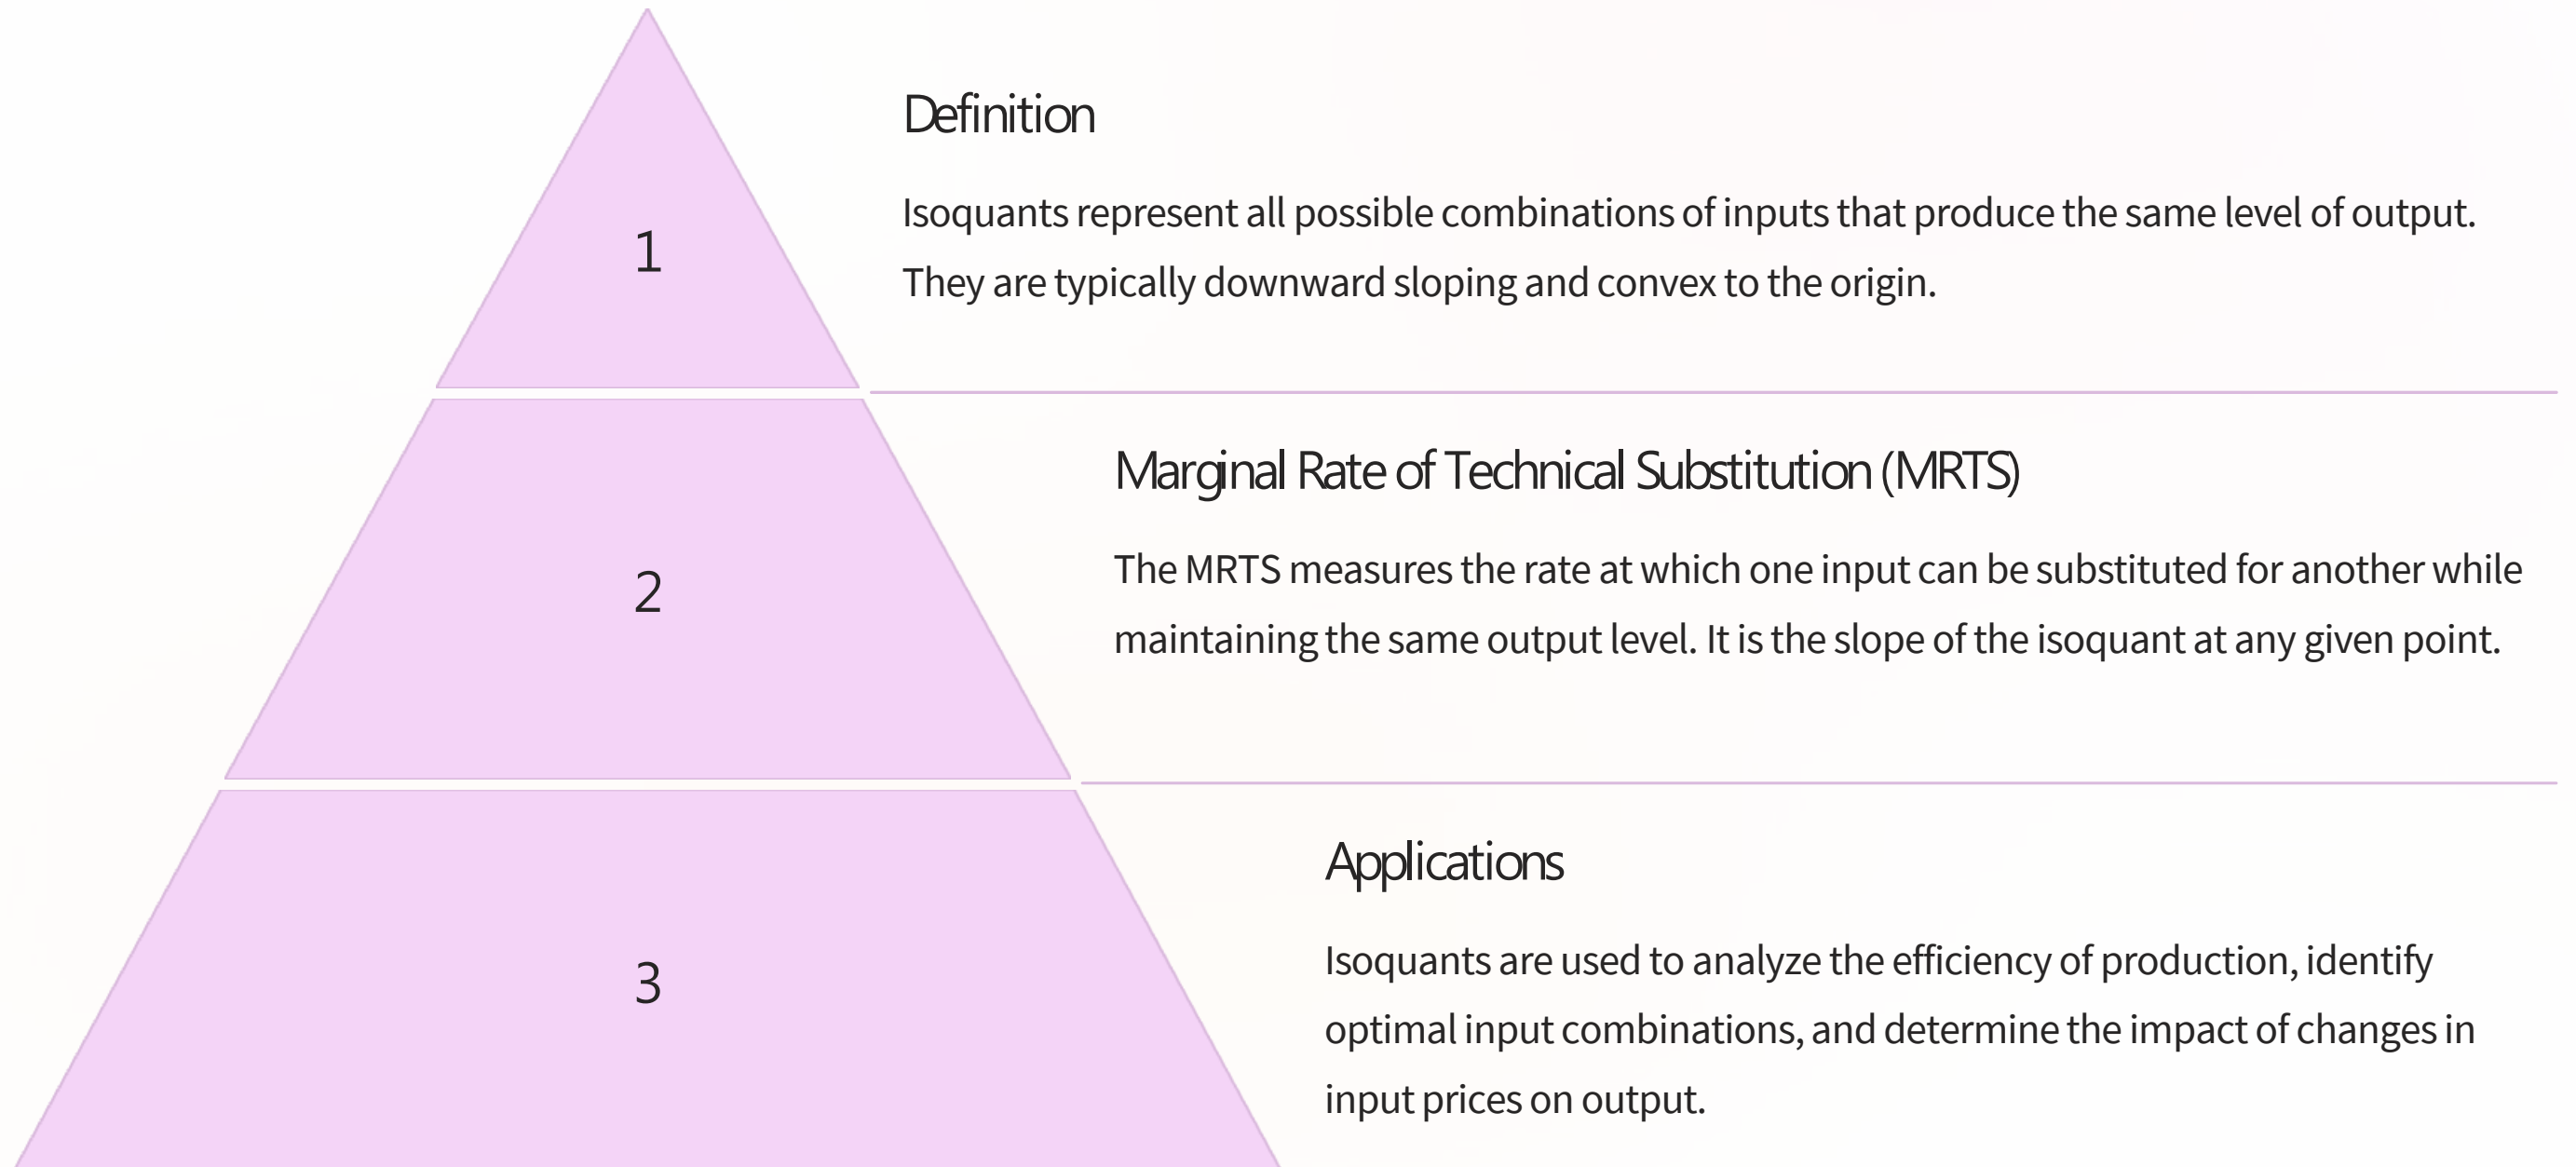 Definition
1
Isoquants represent all possible combinations of inputs that produce the same level of output.
They are typically downward sloping and convex to the origin.
Marginal Rate of Technical Substitution (MRTS)
2
The MRTS measures the rate at which one input can be substituted for another while
maintaining the same output level. It is the slope of the isoquant at any given point.
Applications
3
Isoquants are used to analyze the efficiency of production, identify
optimal input combinations, and determine the impact of changes in
input prices on output.